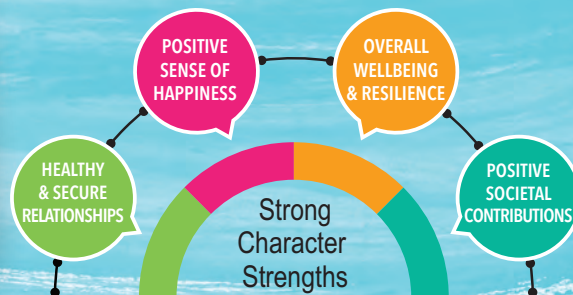 POSITIVE
SENSE OF
HAPPINESS
OVERALL
WELLBEING
& RESILIENCE
HEALTHY
& SECURE
RELATIONSHIPS
POSITIVE
SOCIETAL
CONTRIBUTIONS
Strong
Character
Strengths